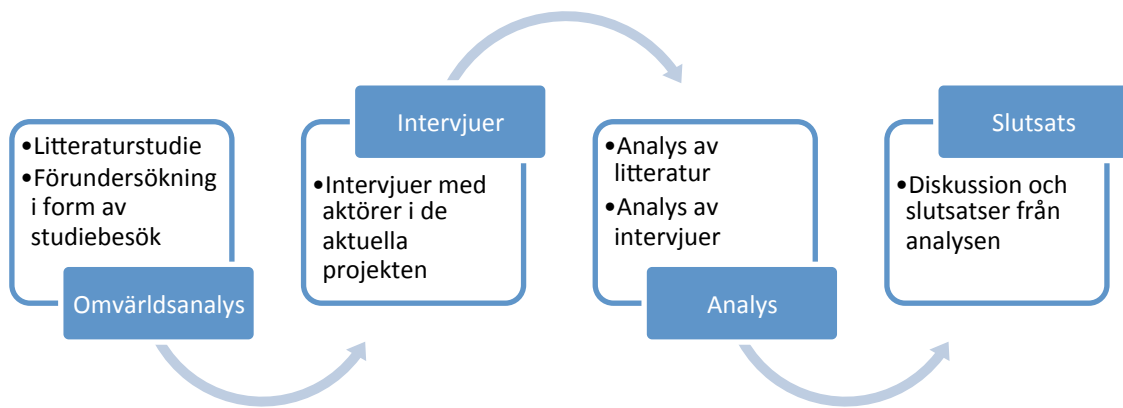 •Litteraturstudie
•Förundersökning
i form av
studiebesök
Omvärldsanalys
Intervjuer
•Intervjuer med
aktörer i de
aktuella
projekten
•Analys av
litteratur
•Analys av
intervjuer
Analys
Slutsats
•Diskussion och
slutsatser från
analysen